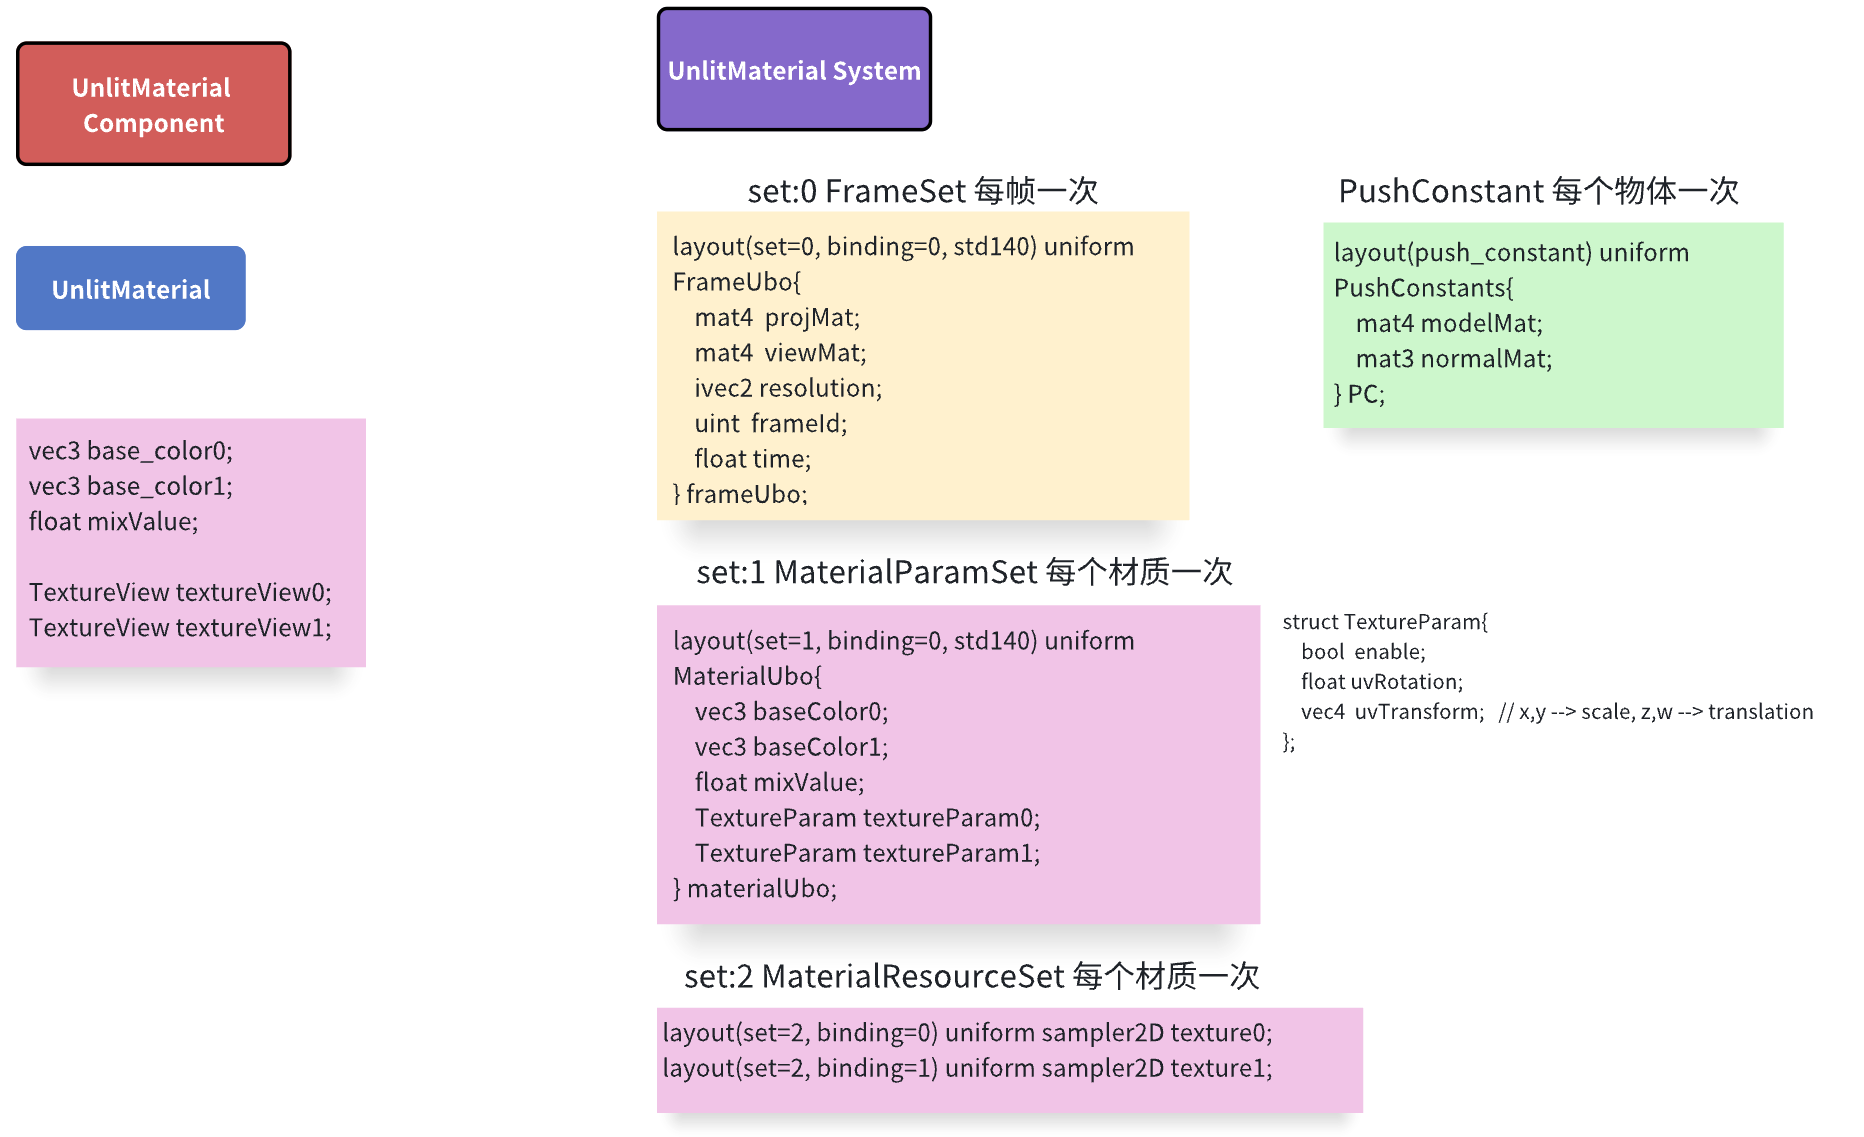 UnlitMaterial
Component
UnlitMaterial
vec3 base_color0;
vec3 base_color1;
float mixValue;
TextureView textureView0;
TextureView textureView1;
UnlitMaterial System
set:0 FrameSet 每帧一次
layout(set=0, binding=0, std140) uniform
FrameUbo{
mat4  projMat;
mat4  viewMat;
ivec2 resolution;
uint  frameId;
float time;
} frameUbo;
PushConstant 每个物体一次
layout(push_constant) uniform
PushConstants{
mat4 modelMat;
mat3 normalMat;
} PC;
set:1 MaterialParamSet 每个材质一次
layout(set=1, binding=0, std140) uniform
MaterialUbo{
vec3 baseColor0;
vec3 baseColor1;
float mixValue;
TextureParam textureParam0;
TextureParam textureParam1;
} materialUbo;
struct TextureParam{
bool  enable;
float uvRotation;
vec4  uvTransform;  // x,y --> scale, z,w --> translation
};
set:2 MaterialResourceSet 每个材质一次
layout(set=2, binding=0) uniform sampler2D texture0;
layout(set=2, binding=1) uniform sampler2D texture1;